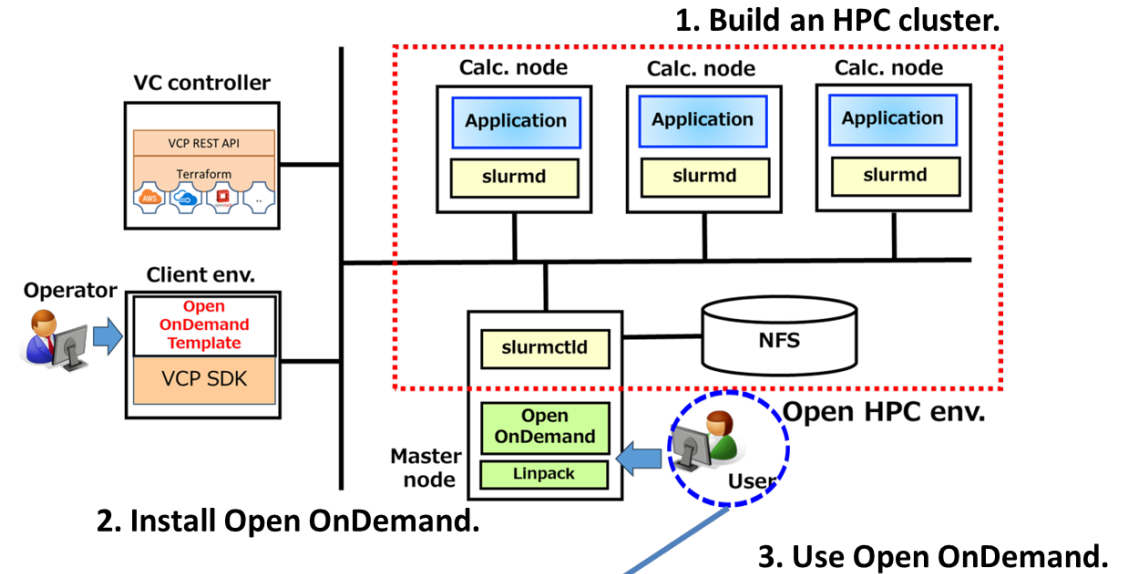 1. Build an HPC cluster.
VC controller
VCP REST API
Terraform
AWS
..
Calc. node
Application
slurmd
Calc. node
Application
slurmd
Calc. node
Application
slurmd
Operator
Client env.
Open
OnDemand
Template
VCP SDK
slurmctld
NFS
Open HPC env.
Master
node
Open
OnDemand
Linpack
User
2. Install Open OnDemand.
3. Use Open OnDemand.